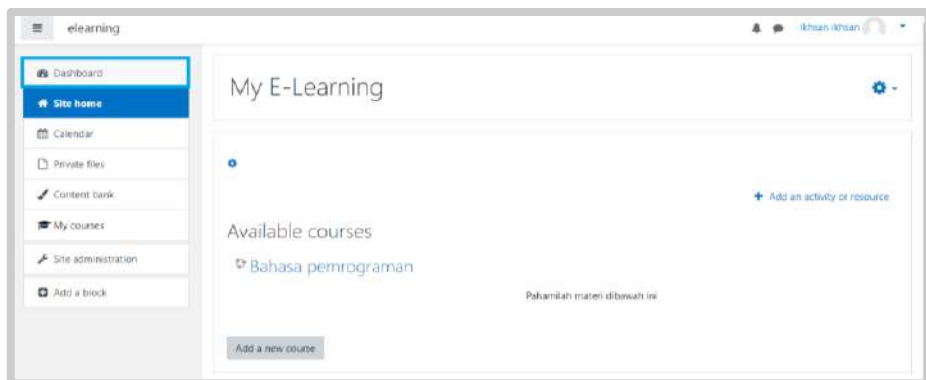 elearning
ikhsan ikhsan
Dashboard
Site home
Calendar
Private files
Content bank
My courses
Site administration
Add a block
My E-Learning
Add an activity or resource
Available courses
Bahasa pemrograman
Pahamilah materi dibawah ini
Add a new course